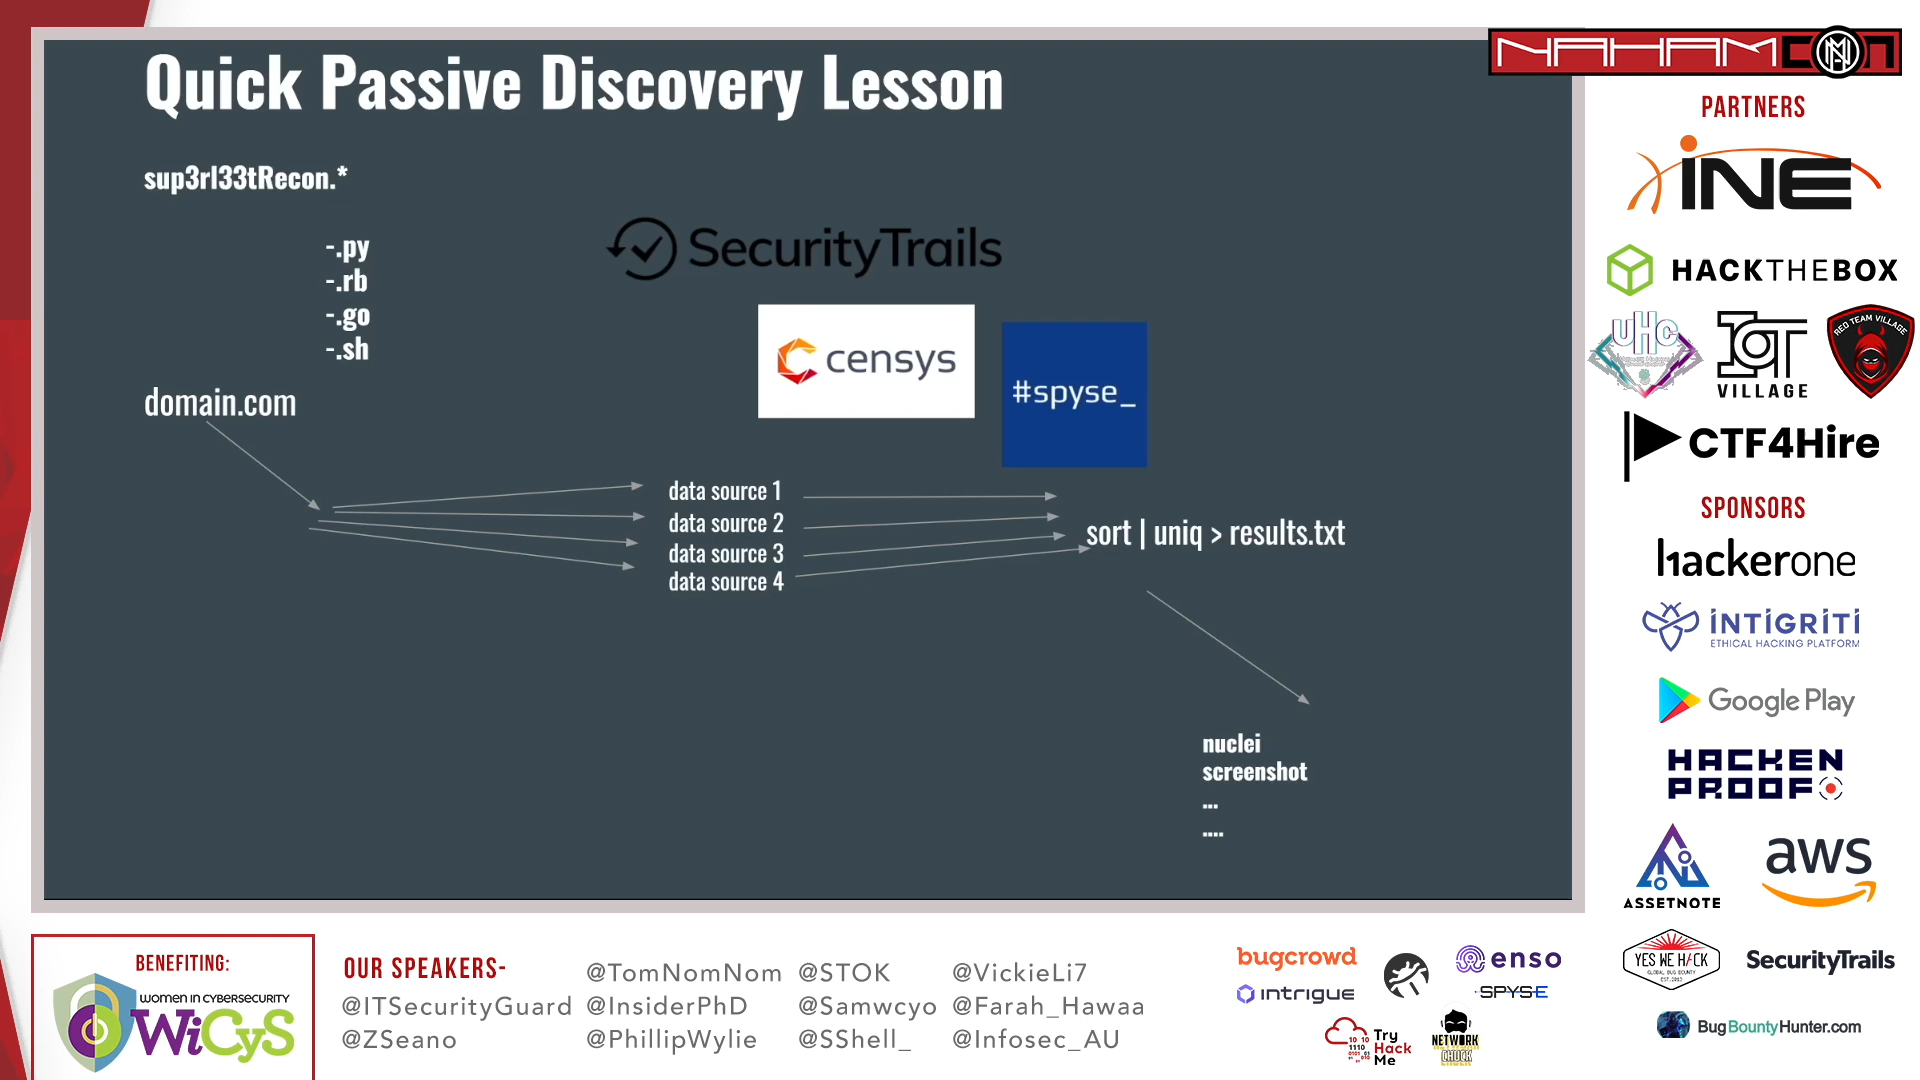 Quick Passive Discovery Lesson
sup3rl33tRecon.*
-.py
-.rb
-.go
-.sh
domain.com
SecurityTrails
censys
#spyse_
data source 1
data source 2
data source 3
data source 4
sort | uniq > results.txt
nuclei
screenshot
...
....
NAHAMCON
PARTNERS
iNE
HACKTHEBOX
UHC
IOT
VILLAGE
RED TEAM VILLAGE
CTF4Hire
SPONSORS
hackerone
INTIGRITI
ETHICAL HACKING PLATFORM
Google Play
HACKEN
PROOF
ASSETNOTE
aws
YES WE HACK
GLOBAL BUG BOUNTY
SecurityTrails
BugBountyHunter.com
BENEFITING:
WOMEN IN CYBERSECURITY
WiCyS
OUR SPEAKERS-
@ITSecurityGuard
@ZSeano
@TomNomNom
@InsiderPhD
@PhillipWylie
@STOK
@Samwcyo
@SShell_
@VickieLi7
@Farah_Hawaa
@Infosec_AU
bugcrowd
enso
intrigue
SPYSE
Try
Hack
Me
NETWORK
CHUCK